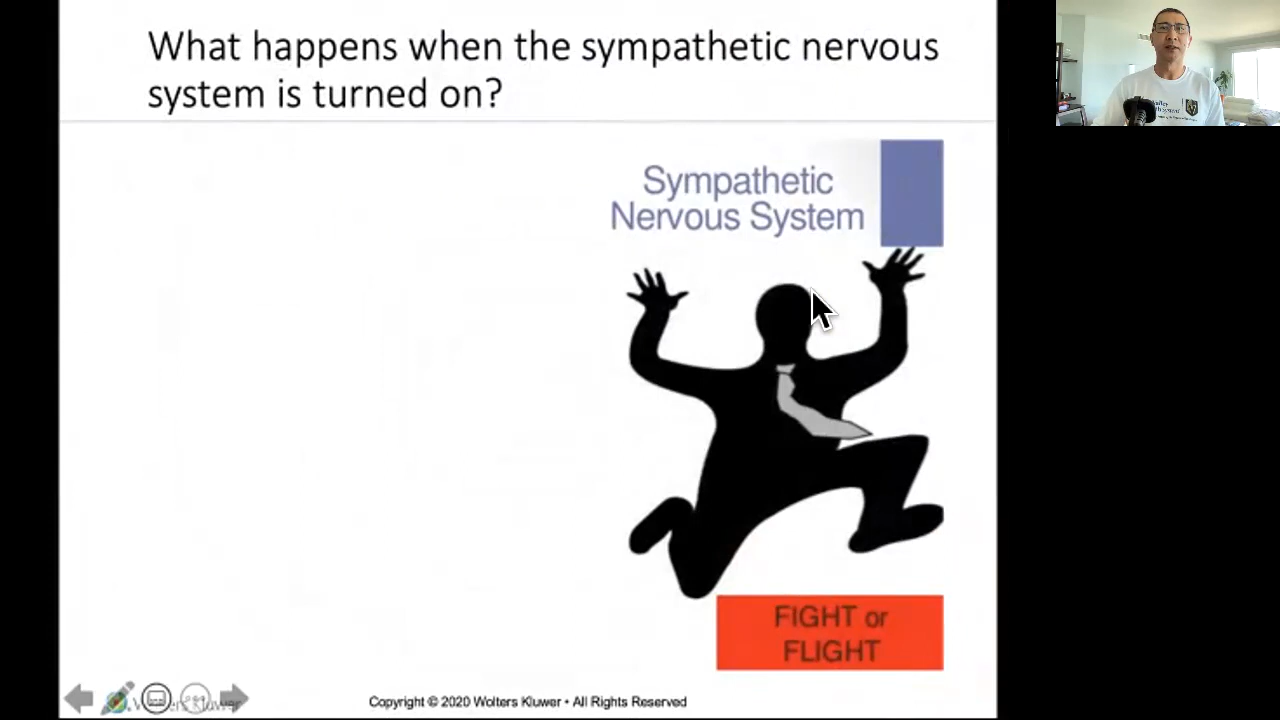 What happens when the sympathetic nervous
system is turned on?
Sympathetic
Nervous System
FIGHT or
FLIGHT
Copyright © 2020 Wolters Kluwer • All Rights Reserved